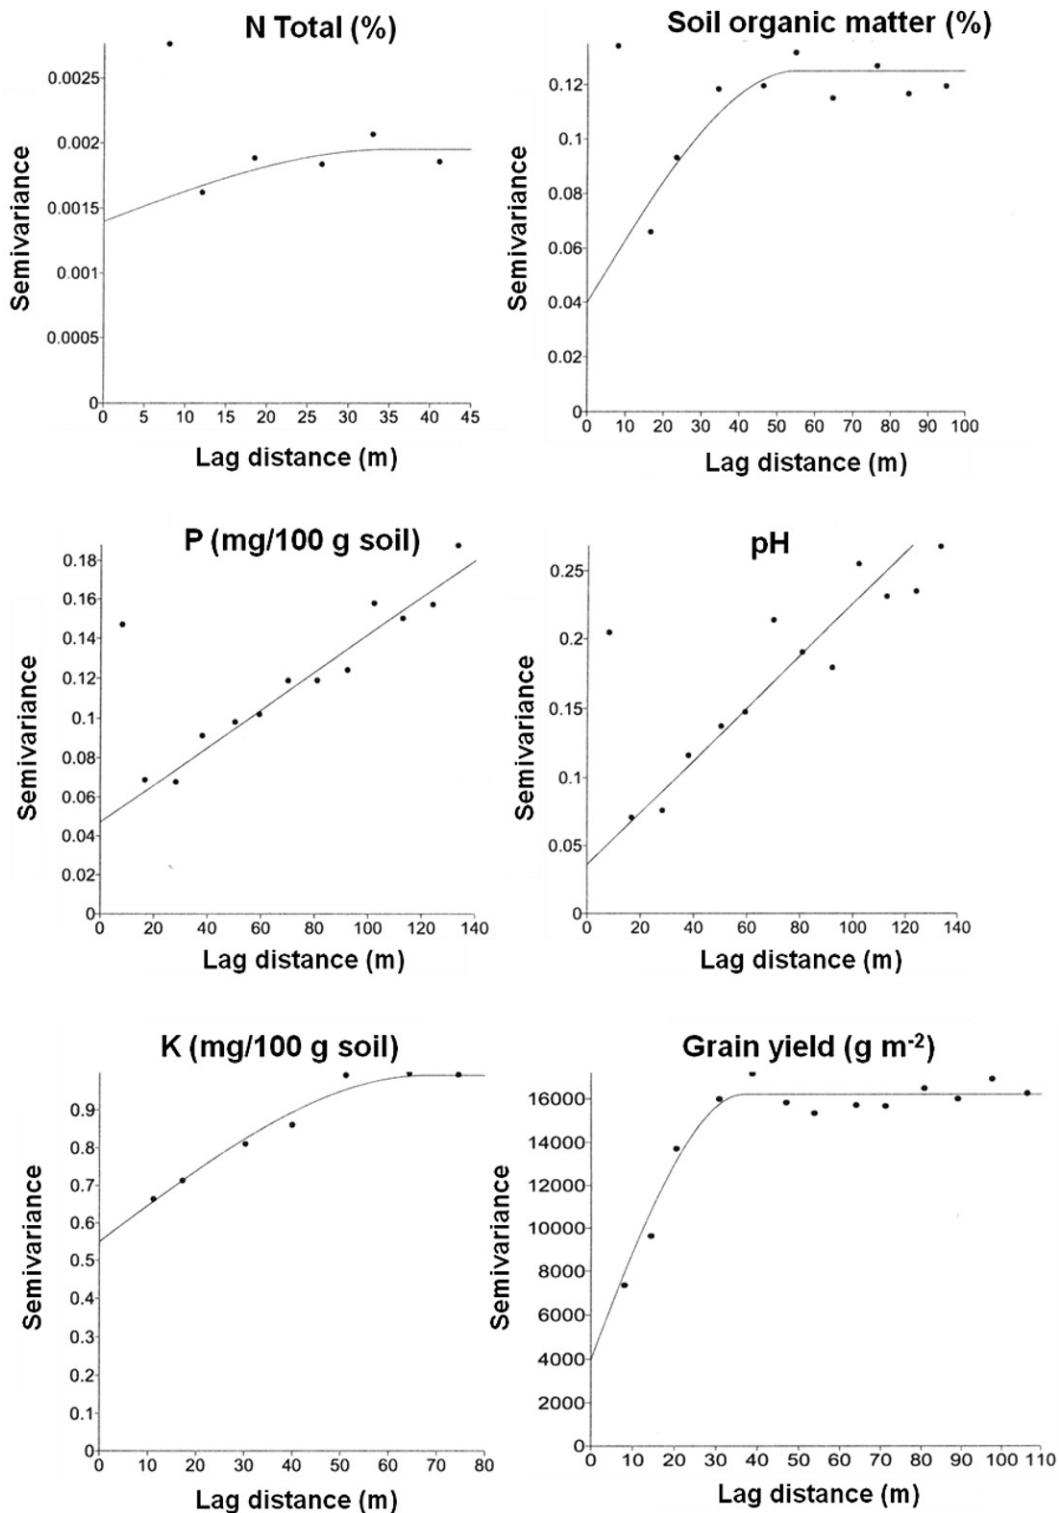 N Total (%)
Semivariance
0.0025
0.002
0.0015
0.001
0.0005
0
0 5 10 15 20 25 30 35 40 45
Lag distance (m)
Soil organic matter (%)
Semivariance
0.12
0.1
0.08
0.06
0.04
0.02
0
0 10 20 30 40 50 60 70 80 90 100
Lag distance (m)
P (mg/100 g soil)
Semivariance
0.18
0.16
0.14
0.12
0.1
0.08
0.06
0.04
0.02
0
0 20 40 60 80 100 120 140
Lag distance (m)
pH
Semivariance
0.25
0.2
0.15
0.1
0.05
0
0 20 40 60 80 100 120 140
Lag distance (m)
K (mg/100 g soil)
Semivariance
0.9
0.8
0.7
0.6
0.5
0.4
0.3
0.2
0.1
0
0 10 20 30 40 50 60 70 80
Lag distance (m)
Grain yield (g m⁻²)
Semivariance
16000
14000
12000
10000
8000
6000
4000
2000
0
0 10 20 30 40 50 60 70 80 90 100 110
Lag distance (m)